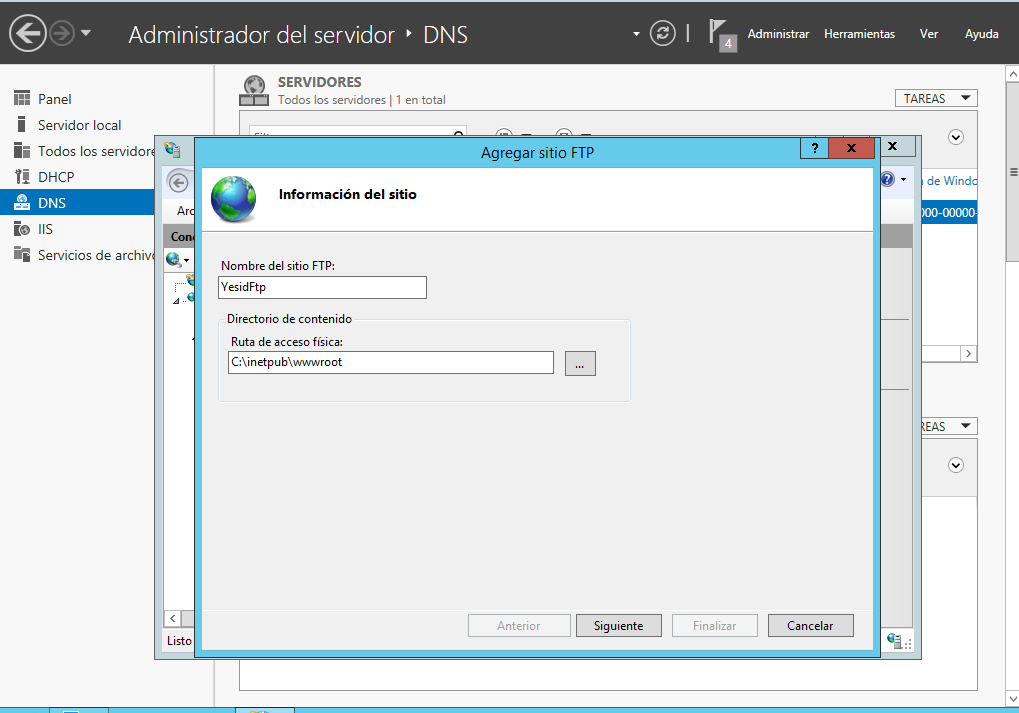 Administrador del servidor ‣ DNS
4
Administrar
Herramientas
Ver
Ayuda
Panel
Servidor local
Todos los servidore
DHCP
DNS
IIS
Servicios de archivo
SERVIDORES
Todos los servidores | 1 en total
TAREAS
Agregar sitio FTP
?
x
x
Arc
Con
Información del sitio
Nombre del sitio FTP:
YesidFtp
Directorio de contenido
Ruta de acceso física:
C:\inetpub\wwwroot
...
de Windo
000-00000-
REAS
Anterior
Siguiente
Finalizar
Cancelar
Listo